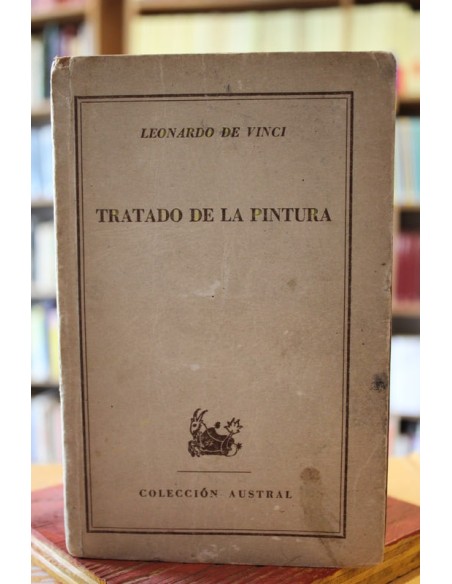 LEONARDO DE VINCI
TRATADO DE LA PINTURA
COLECCIÓN AUSTRAL